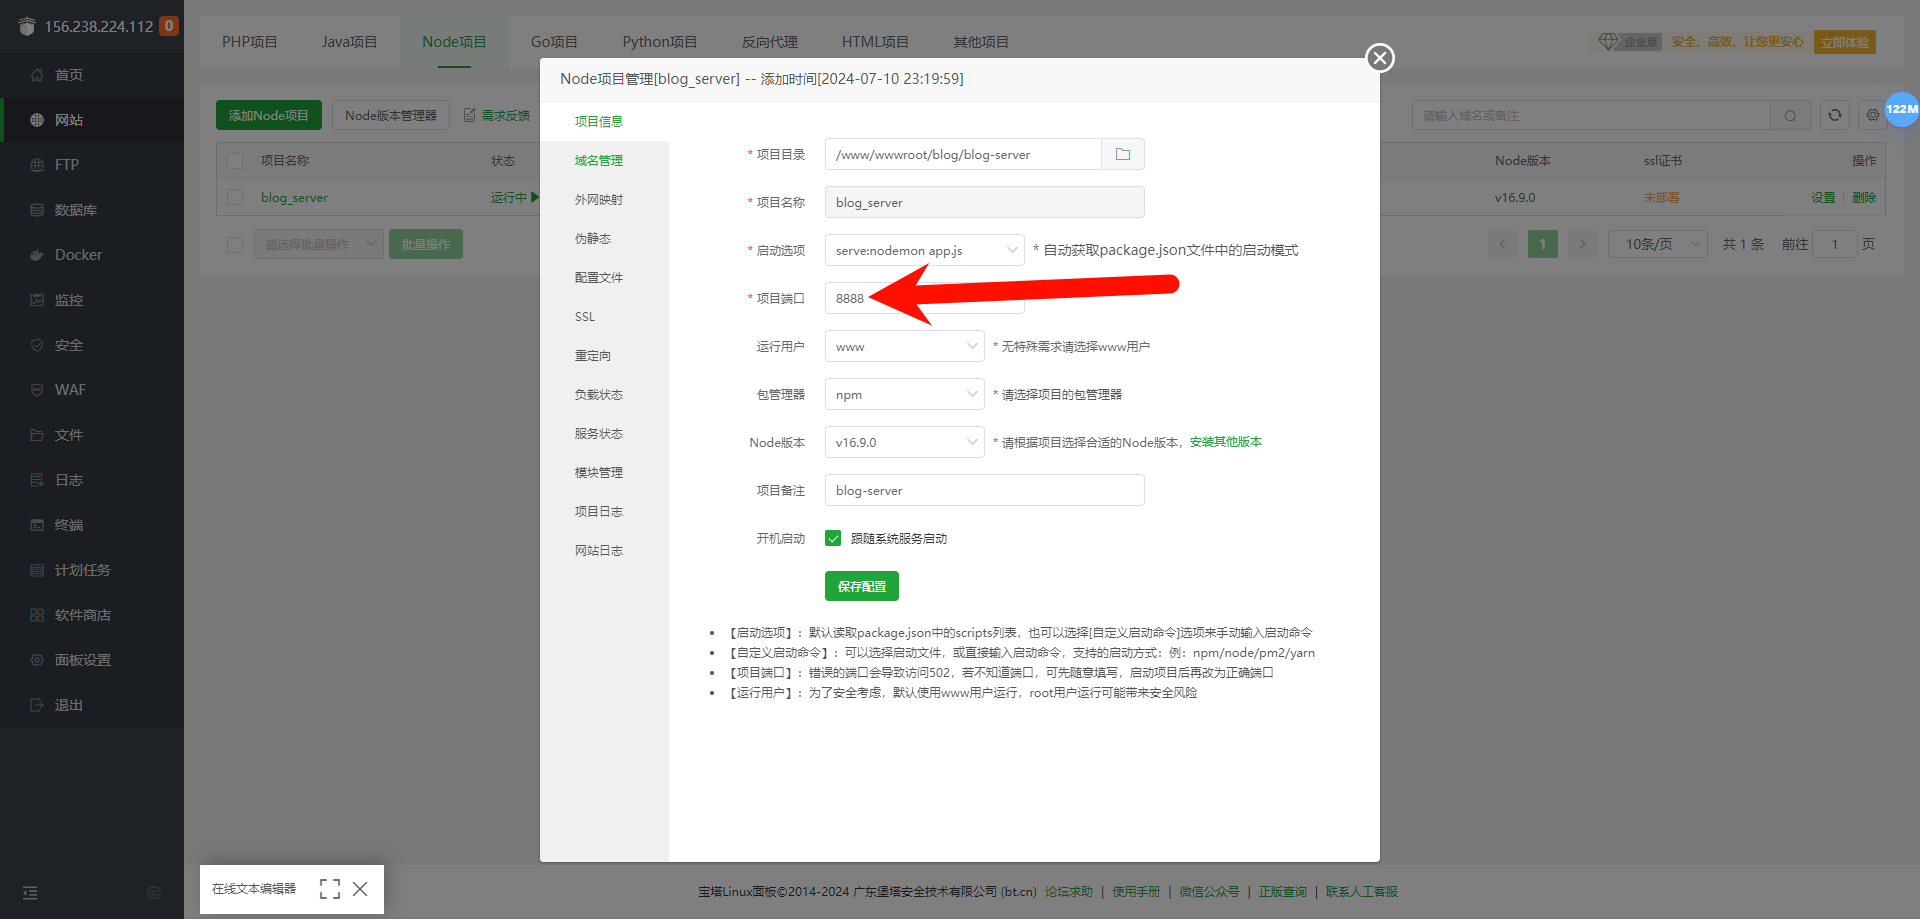 156.238.224.112 0
首页
网站
FTP
数据库
Docker
监控
安全
WAF
文件
日志
终端
计划任务
软件商店
面板设置
退出
PHP项目 Java项目 Node项目 Go项目 Python项目 反向代理 HTML项目 其他项目
企业版 安全、高效、让您更安心 立即体验
添加Node项目 Node版本管理器 需求反馈
请输入域名或备注
122M
项目名称 状态 Node版本 ssl证书 操作
blog_server 运行中 v16.9.0 未部署 设置 | 删除
请选择批量操作 批量操作
1 10条/页 共 1 条 前往 1 页
Node项目管理[blog_server] -- 添加时间[2024-07-10 23:19:59]
项目信息
域名管理
外网映射
伪静态
配置文件
SSL
重定向
负载状态
服务状态
模块管理
项目日志
网站日志
* 项目目录 /www/wwwroot/blog/blog-server
* 项目名称 blog_server
* 启动选项 serve:nodemon app.js * 自动获取package.json文件中的启动模式
* 项目端口 8888
运行用户 www * 无特殊需求请选择www用户
包管理器 npm * 请选择项目的包管理器
Node版本 v16.9.0 * 请根据项目选择合适的Node版本，安装其他版本
项目备注 blog-server
开机启动 跟随系统服务启动
保存配置
• 【启动选项】：默认读取package.json中的scripts列表，也可以选择[自定义启动命令]选项来手动输入启动命令
• 【自定义启动命令】：可以选择启动文件，或直接输入启动命令，支持的启动方式：例：npm/node/pm2/yarn
• 【项目端口】：错误的端口会导致访问502，若不知道端口，可先随意填写，启动项目后再改为正确端口
• 【运行用户】：为了安全考虑，默认使用www用户运行，root用户运行可能带来安全风险
在线文本编辑器
宝塔Linux面板©2014-2024 广东堡塔安全技术有限公司 (bt.cn) 论坛求助 | 使用手册 | 微信公众号 | 正版查询 | 联系人工客服